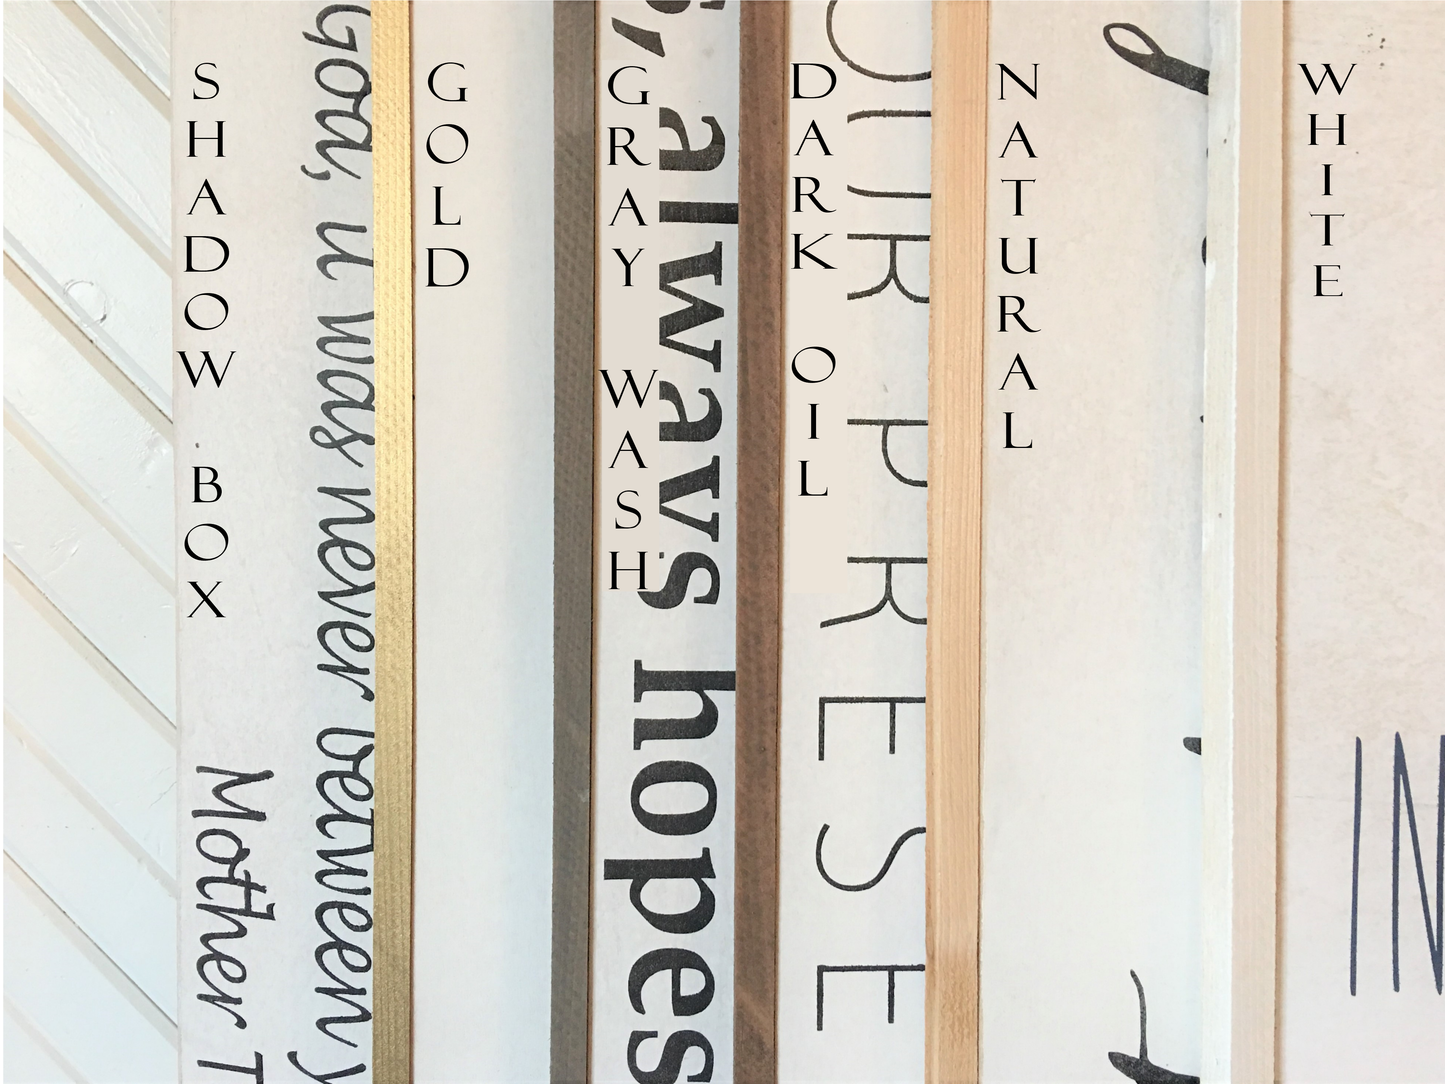 SHADOW BOX
God, it was never between y
Mother T
GOLD
GRAY WASH
, always hopes
DARK OIL
OUR PRESE
NATURAL
WHITE
IN